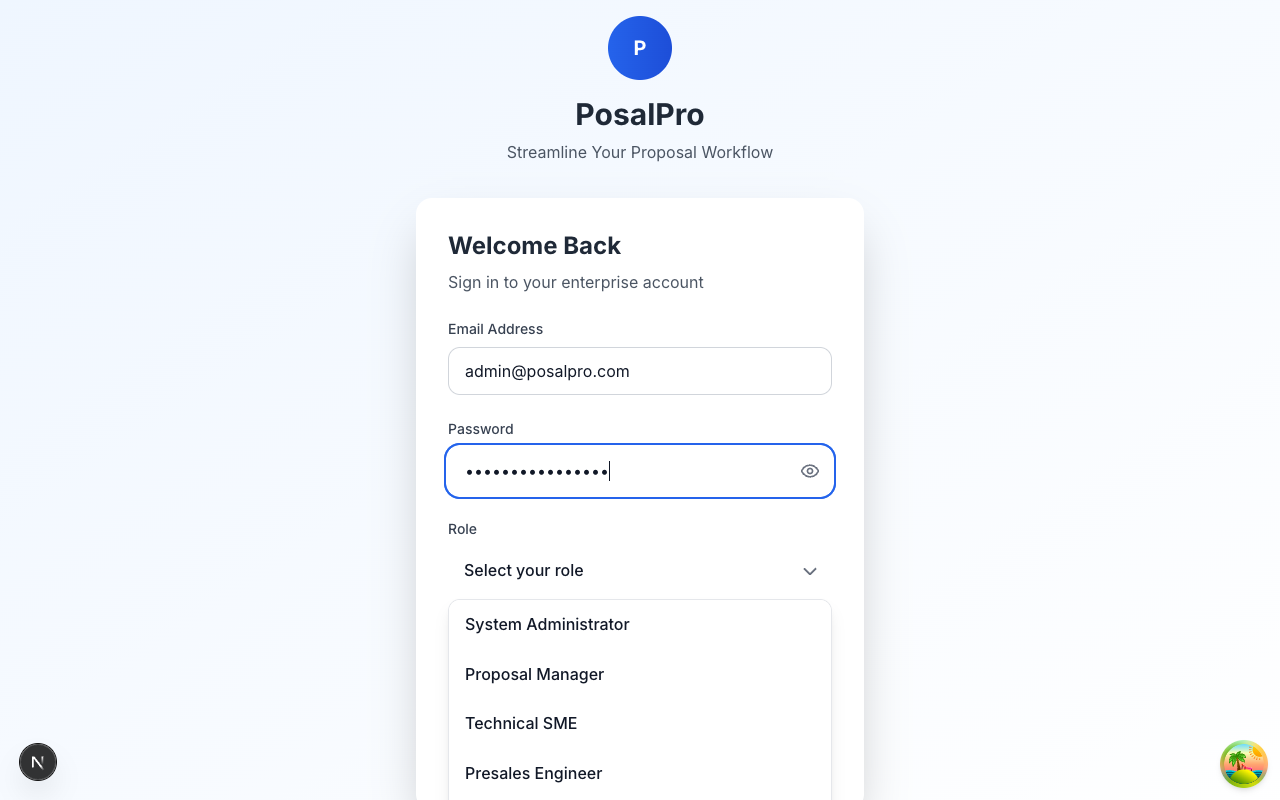 P
PosalPro
Streamline Your Proposal Workflow
Welcome Back
Sign in to your enterprise account
Email Address
admin@posalpro.com
Password
••••••••••••••••
Role
Select your role
System Administrator
Proposal Manager
Technical SME
Presales Engineer
N